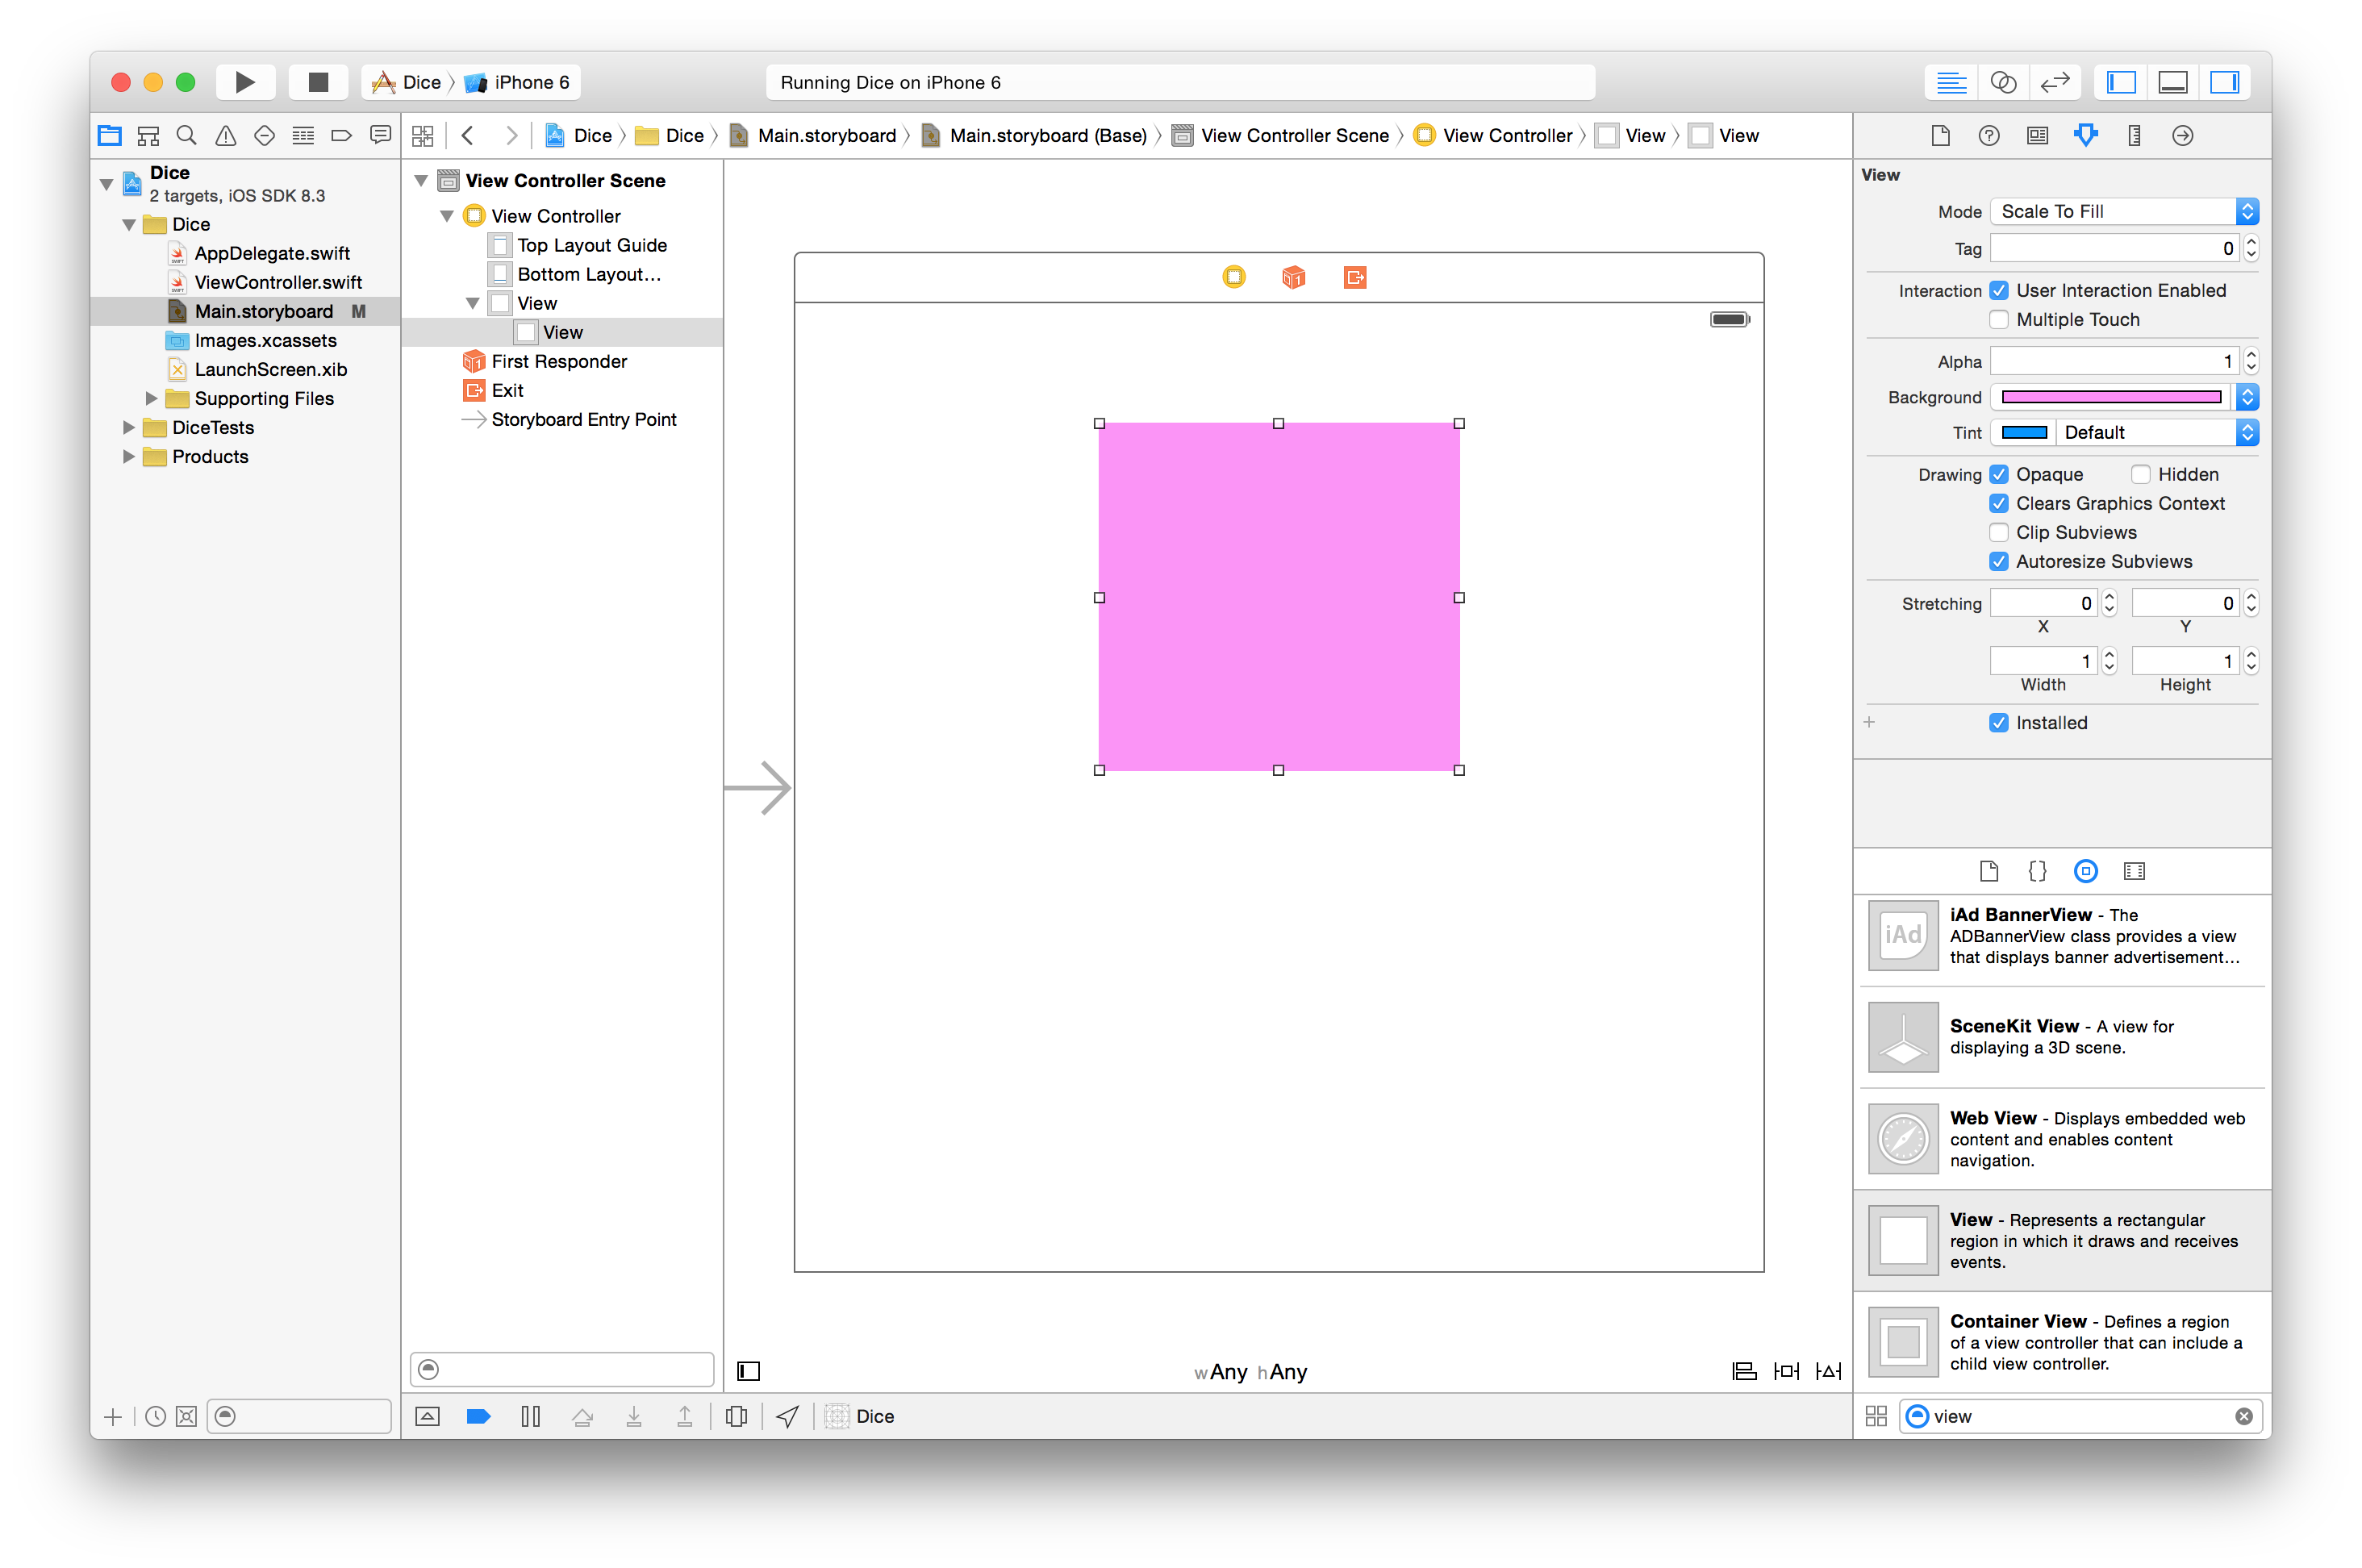 Dice
iPhone 6
Running Dice on iPhone 6
Dice
Dice
Main.storyboard
Main.storyboard (Base)
View Controller Scene
View Controller
View
View
Dice
2 targets, iOS SDK 8.3
Dice
AppDelegate.swift
ViewController.swift
Main.storyboard M
Images.xcassets
LaunchScreen.xib
Supporting Files
DiceTests
Products
View Controller Scene
View Controller
Top Layout Guide
Bottom Layout...
View
View
First Responder
Exit
Storyboard Entry Point
wAny hAny
Dice
View
Mode Scale To Fill
Tag 0
Interaction User Interaction Enabled
Multiple Touch
Alpha 1
Background
Tint Default
Drawing Opaque Hidden
Clears Graphics Context
Clip Subviews
Autoresize Subviews
Stretching 0 0
X Y
1 1
Width Height
Installed
iAd
iAd BannerView - The
ADBannerView class provides a view
that displays banner advertisement...
SceneKit View - A view for
displaying a 3D scene.
Web View - Displays embedded web
content and enables content
navigation.
View - Represents a rectangular
region in which it draws and receives
events.
Container View - Defines a region
of a view controller that can include a
child view controller.
view